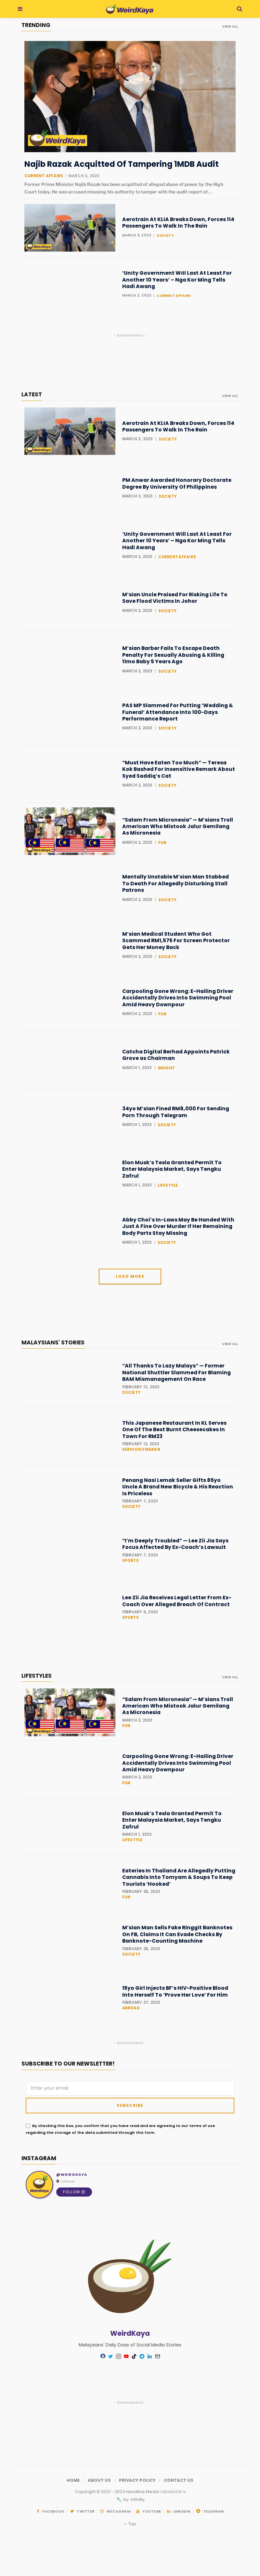 WeirdKaya
TRENDING
VIEW ALL
WeirdKaya
Najib Razak Acquitted Of Tampering 1MDB Audit
CURRENT AFFAIRS | MARCH 3, 2023
Former Prime Minister Najib Razak has been acquitted of alleged abuse of power by the High
Court today. He was accused misusing his authority to tamper with the audit report of...
WeirdKaya
Aerotrain At KLIA Breaks Down, Forces 114
Passengers To Walk In The Rain
MARCH 3, 2023 | SOCIETY
'Unity Government Will Last At Least For
Another 10 Years' – Nga Kor Ming Tells
Hadi Awang
MARCH 2, 2023 | CURRENT AFFAIRS
- Advertisements -
LATEST
VIEW ALL
WeirdKaya
Aerotrain At KLIA Breaks Down, Forces 114
Passengers To Walk In The Rain
MARCH 3, 2023 | SOCIETY
PM Anwar Awarded Honorary Doctorate
Degree By University Of Philippines
MARCH 3, 2023 | SOCIETY
'Unity Government Will Last At Least For
Another 10 Years' – Nga Kor Ming Tells
Hadi Awang
MARCH 2, 2023 | CURRENT AFFAIRS
M'sian Uncle Praised For Risking Life To
Save Flood Victims In Johor
MARCH 2, 2023 | SOCIETY
M'sian Barber Fails To Escape Death
Penalty For Sexually Abusing & Killing
11mo Baby 5 Years Ago
MARCH 2, 2023 | SOCIETY
PAS MP Slammed For Putting 'Wedding &
Funeral' Attendance Into 100-Days
Performance Report
MARCH 2, 2023 | SOCIETY
"Must Have Eaten Too Much" — Teresa
Kok Bashed For Insensitive Remark About
Syed Saddiq's Cat
MARCH 2, 2023 | SOCIETY
WeirdKaya
"Salam From Micronesia" — M'sians Troll
American Who Mistook Jalur Gemilang
As Micronesia
MARCH 2, 2023 | FUN
Mentally Unstable M'sian Man Stabbed
To Death For Allegedly Disturbing Stall
Patrons
MARCH 2, 2023 | SOCIETY
M'sian Medical Student Who Got
Scammed RM1,575 For Screen Protector
Gets Her Money Back
MARCH 2, 2023 | SOCIETY
Carpooling Gone Wrong: E-Hailing Driver
Accidentally Drives Into Swimming Pool
Amid Heavy Downpour
MARCH 2, 2023 | FUN
Catcha Digital Berhad Appoints Patrick
Grove as Chairman
MARCH 1, 2023 | INSIGHT
34yo M'sian Fined RM8,000 For Sending
Porn Through Telegram
MARCH 1, 2023 | SOCIETY
Elon Musk's Tesla Granted Permit To
Enter Malaysia Market, Says Tengku
Zafrul
MARCH 1, 2023 | LIFESTYLE
Abby Choi's In-Laws May Be Handed With
Just A Fine Over Murder If Her Remaining
Body Parts Stay Missing
MARCH 1, 2023 | SOCIETY
LOAD MORE
MALAYSIANS' STORIES
VIEW ALL
"All Thanks To Lazy Malays" — Former
National Shuttler Slammed For Blaming
BAM Mismanagement On Race
FEBRUARY 13, 2023
SOCIETY
This Japanese Restaurant In KL Serves
One Of The Best Burnt Cheesecakes In
Town For RM23
FEBRUARY 12, 2023
SERIOUSLYMAKAN
Penang Nasi Lemak Seller Gifts 85yo
Uncle A Brand New Bicycle & His Reaction
Is Priceless
FEBRUARY 7, 2023
SOCIETY
"I'm Deeply Troubled" — Lee Zii Jia Says
Focus Affected By Ex-Coach's Lawsuit
FEBRUARY 7, 2023
SPORTS
Lee Zii Jia Receives Legal Letter From Ex-
Coach Over Alleged Breach Of Contract
FEBRUARY 6, 2023
SPORTS
LIFESTYLES
VIEW ALL
WeirdKaya
"Salam From Micronesia" — M'sians Troll
American Who Mistook Jalur Gemilang
As Micronesia
MARCH 2, 2023
FUN
Carpooling Gone Wrong: E-Hailing Driver
Accidentally Drives Into Swimming Pool
Amid Heavy Downpour
MARCH 2, 2023
FUN
Elon Musk's Tesla Granted Permit To
Enter Malaysia Market, Says Tengku
Zafrul
MARCH 1, 2023
LIFESTYLE
Eateries In Thailand Are Allegedly Putting
Cannabis Into Tomyam & Soups To Keep
Tourists 'Hooked'
FEBRUARY 28, 2023
FUN
M'sian Man Sells Fake Ringgit Banknotes
On FB, Claims It Can Evade Checks By
Banknote-Counting Machine
FEBRUARY 28, 2023
SOCIETY
15yo Girl Injects BF's HIV-Positive Blood
Into Herself To 'Prove Her Love' For Him
FEBRUARY 27, 2023
ABROAD
- Advertisements -
SUBSCRIBE TO OUR NEWSLETTER!
Enter your email
SUBSCRIBE
By checking this box, you confirm that you have read and are agreeing to our terms of use
regarding the storage of the data submitted through this form.
INSTAGRAM
WeirdKaya
@WEIRDKAYA
FOLLOW
WeirdKaya
Malaysians' Daily Dose of Social Media Stories
- Advertisements -
HOME / ABOUT US / PRIVACY POLICY / CONTACT US
FACEBOOK TWITTER INSTAGRAM YOUTUBE LINKEDIN TELEGRAM
Top